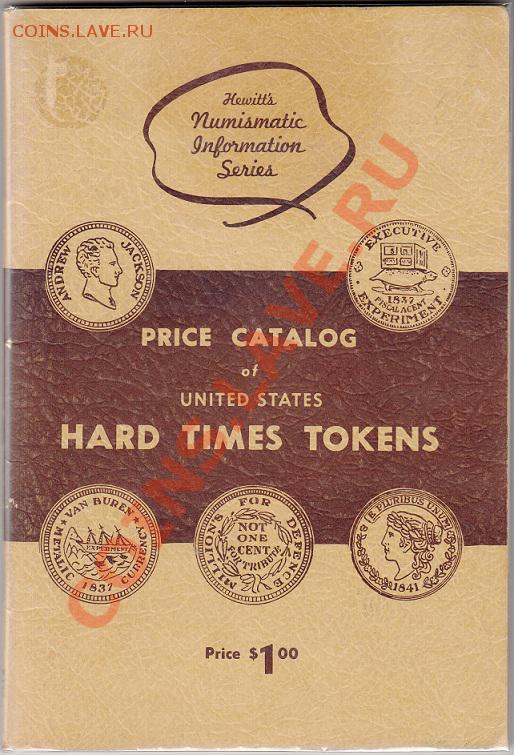 COINS.LAVE.RU
Hewitt's
Numismatic
Information
Series
ANDREW JACKSON
EXECUTIVE
EXPERIMENT
1837
FISCAL AGENT
PRICE CATALOG
of
UNITED STATES
HARD TIMES TOKENS
VAN BUREN
METALLIC 1837 CURRENCY
EXPERIMENT
MILLIONS FOR DEFENCE
NOT
ONE
CENT
FOR TRIBUTE
E PLURIBUS UNUM
1841
Price $1.00
COINS.LAVE.RU